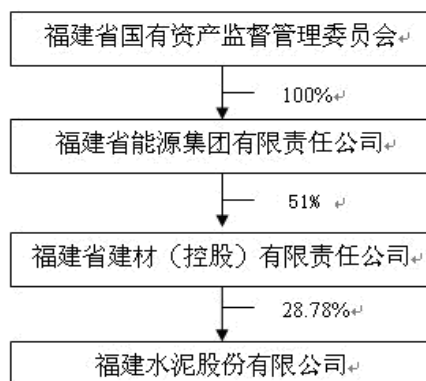 福建省国有资产监督管理委员会
100%
福建省能源集团有限责任公司
51%
福建省建材（控股）有限责任公司
28.78%
福建水泥股份有限公司